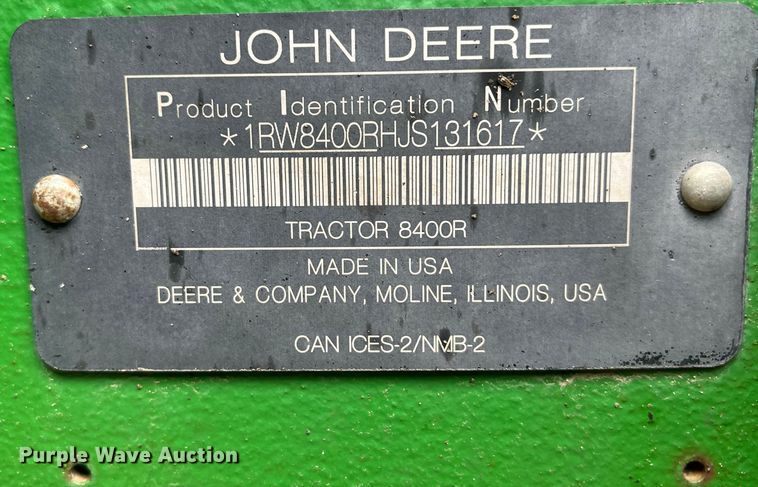 JOHN DEERE
Product Identification Number
*1RW8400RHJS131617*
TRACTOR 8400R
MADE IN USA
DEERE & COMPANY, MOLINE, ILLINOIS, USA
CAN ICES-2/NMB-2
Purple Wave Auction